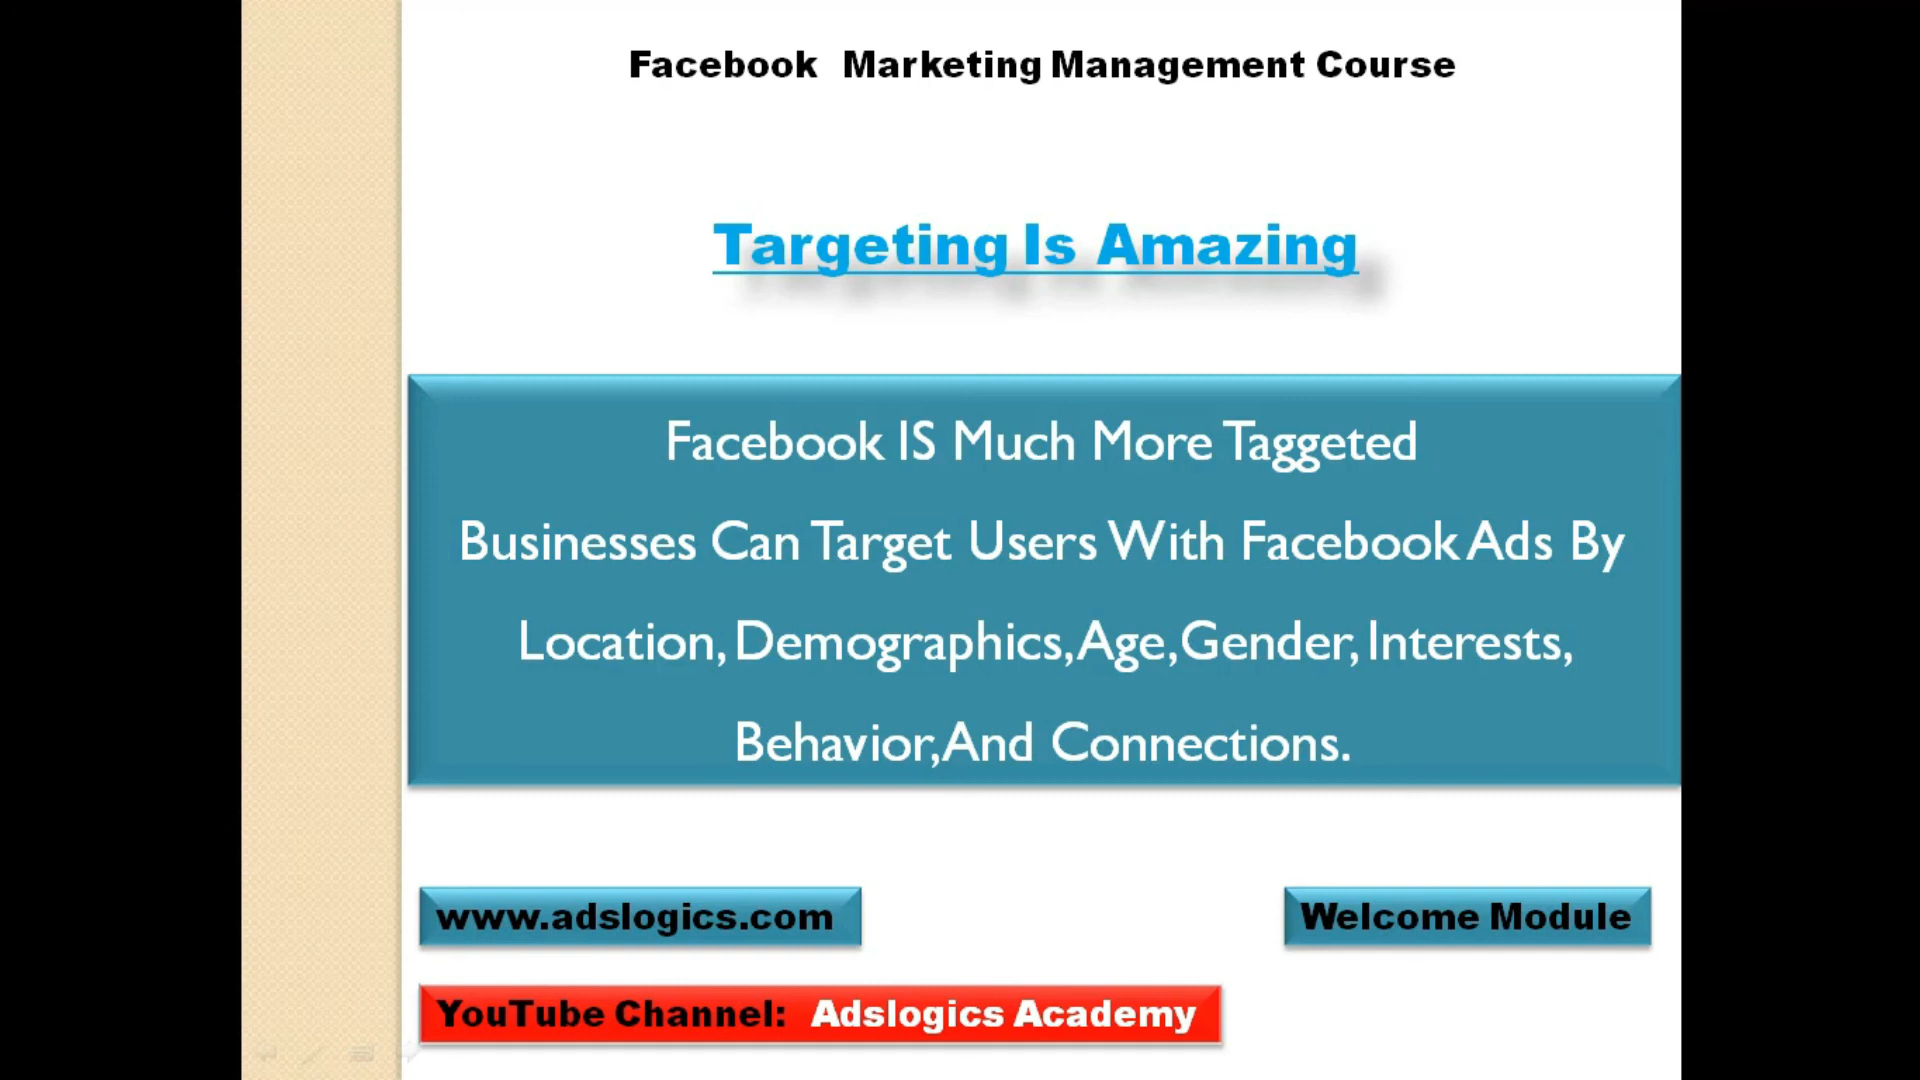 Facebook Marketing Management Course
Targeting Is Amazing
Facebook IS Much More Taggeted
Businesses Can Target Users With Facebook Ads By
Location, Demographics, Age, Gender, Interests,
Behavior, And Connections.
www.adslogics.com
Welcome Module
YouTube Channel: Adslogics Academy